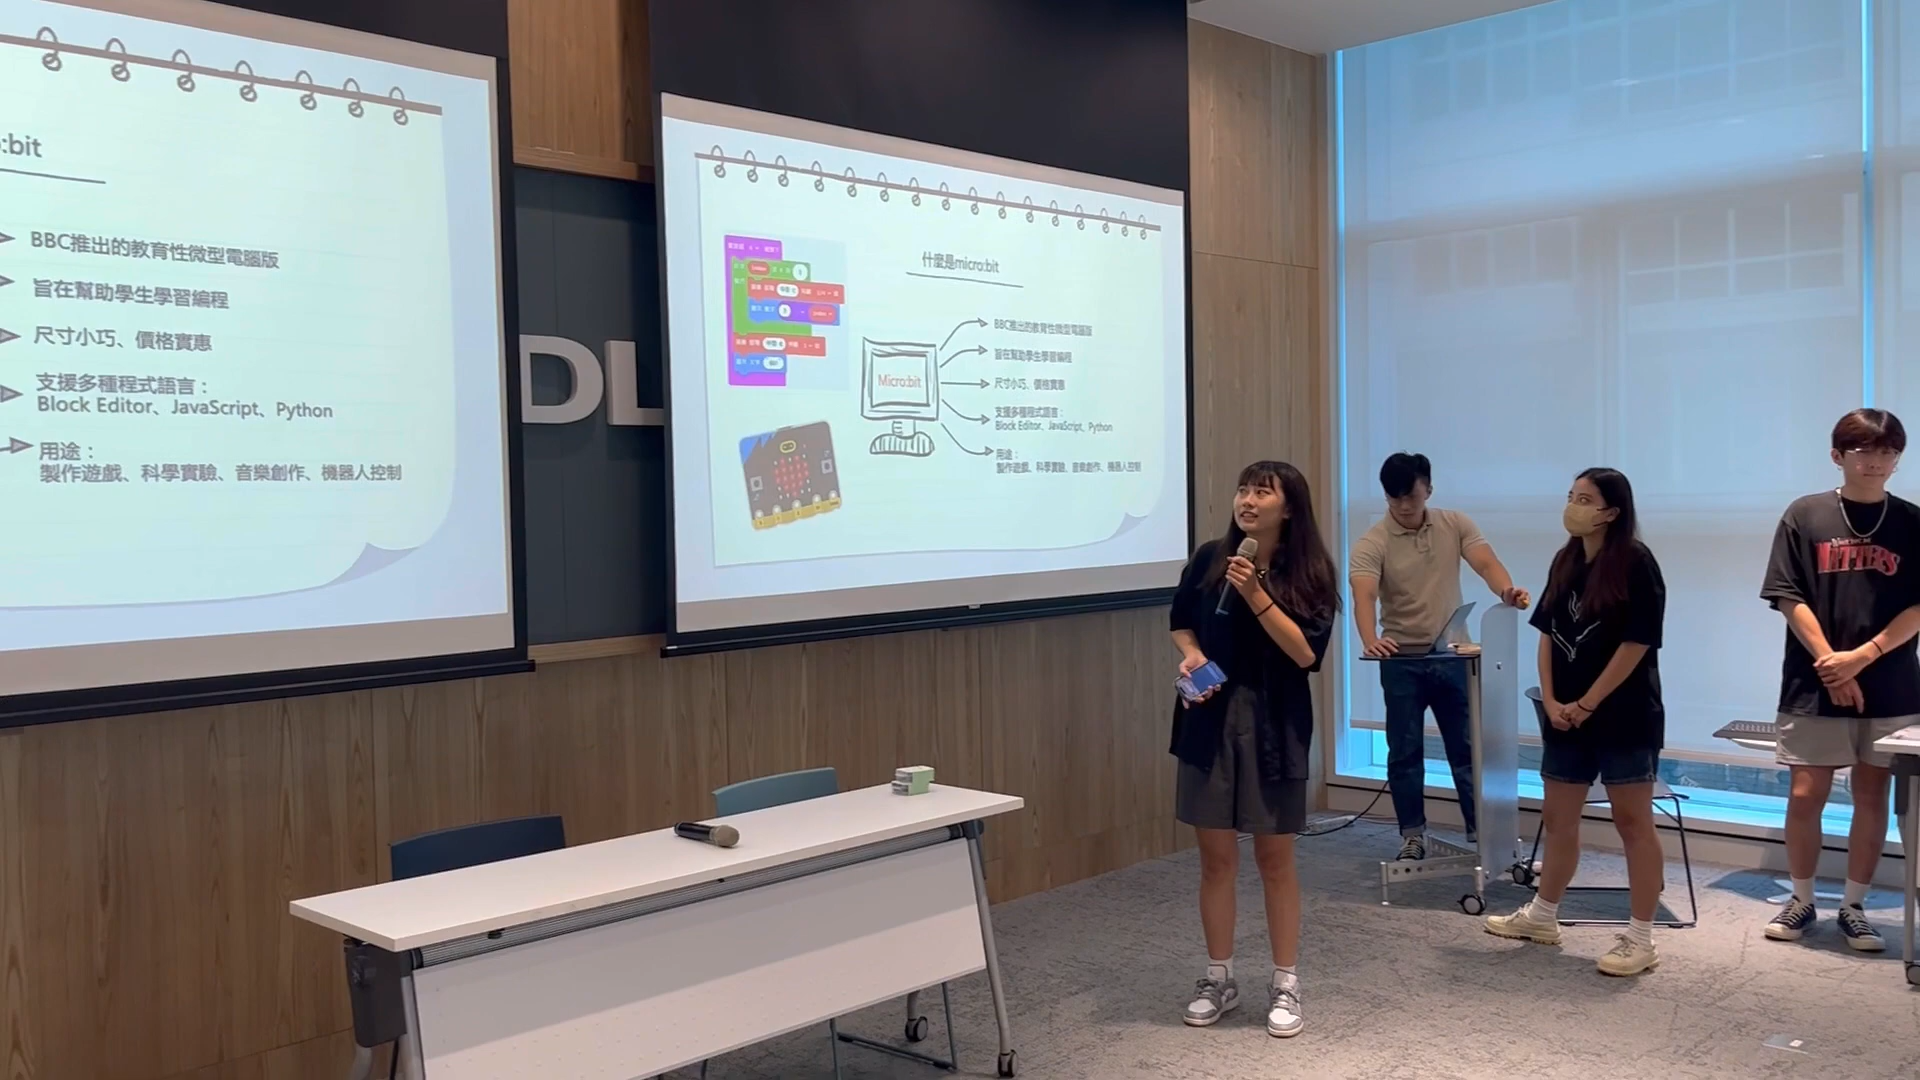 :bit
BBC推出的教育性微型電腦版
旨在幫助學生學習編程
尺寸小巧、價格實惠
支援多種程式語言：
Block Editor、JavaScript、Python
用途：
製作遊戲、科學實驗、音樂創作、機器人控制
DL
什麼是micro:bit
Micro:bit
BBC推出的教育性微型電腦版
旨在幫助學生學習編程
尺寸小巧、價格實惠
支援多種程式語言：
Block Editor、JavaScript、Python
用途：
製作遊戲、科學實驗、音樂創作、機器人控制
MATTERS